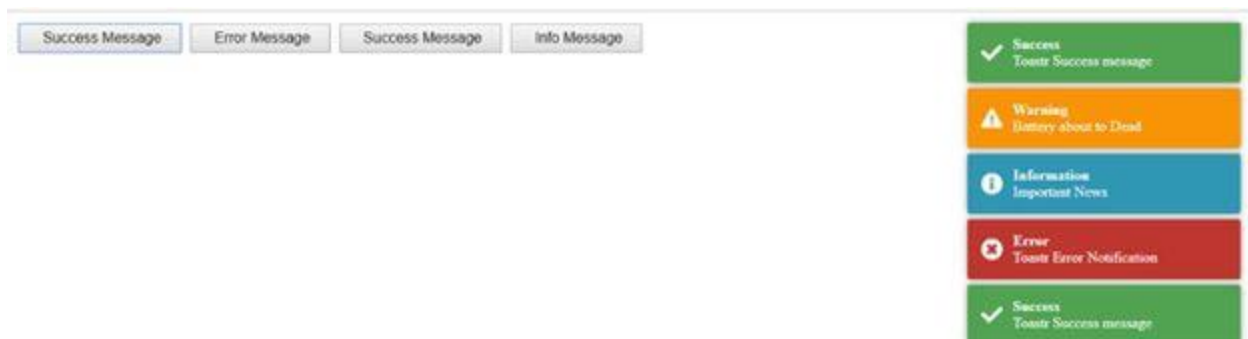 Success Message
Error Message
Success Message
Info Message
Success
Toastr Success message
Warning
Battery about to Dead
Information
Important News
Error
Toastr Error Notification
Success
Toastr Success message